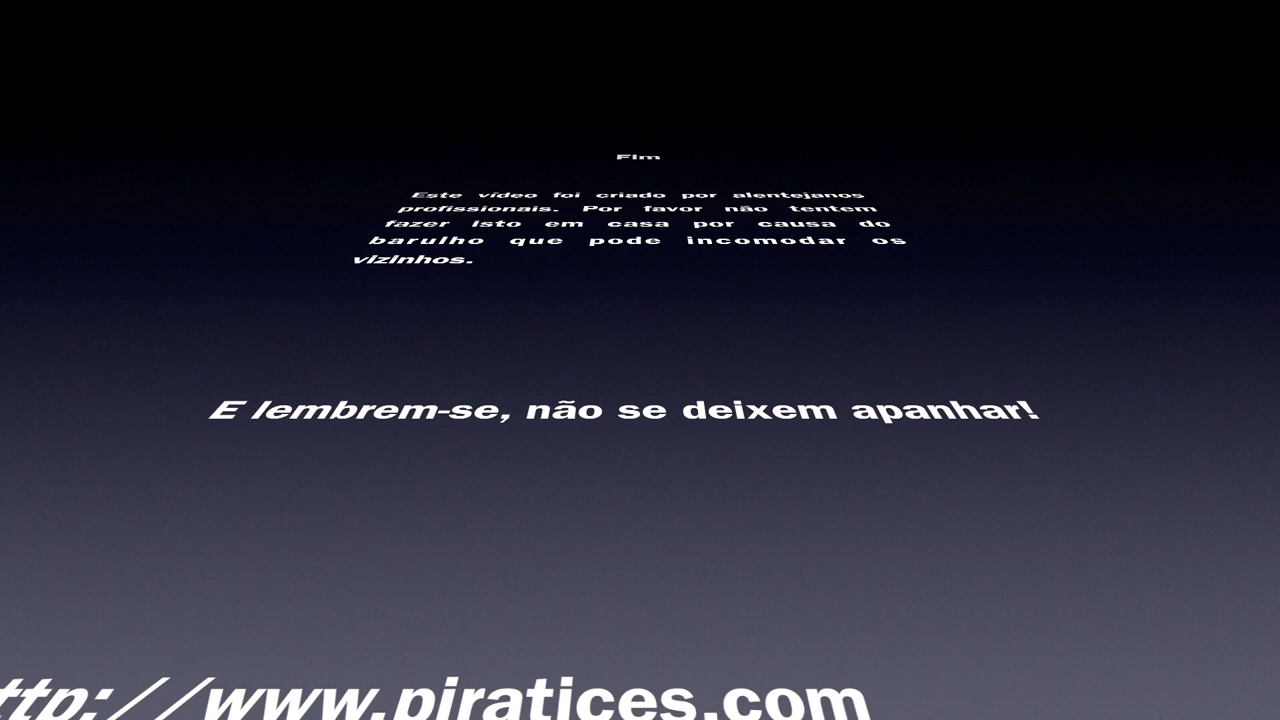 Fim
Este vídeo foi criado por alentejanos
profissionais. Por favor não tentem
fazer isto em casa por causa do
barulho que pode incomodar os
vizinhos.
E lembrem-se, não se deixem apanhar!
ttp://www.piratices.com